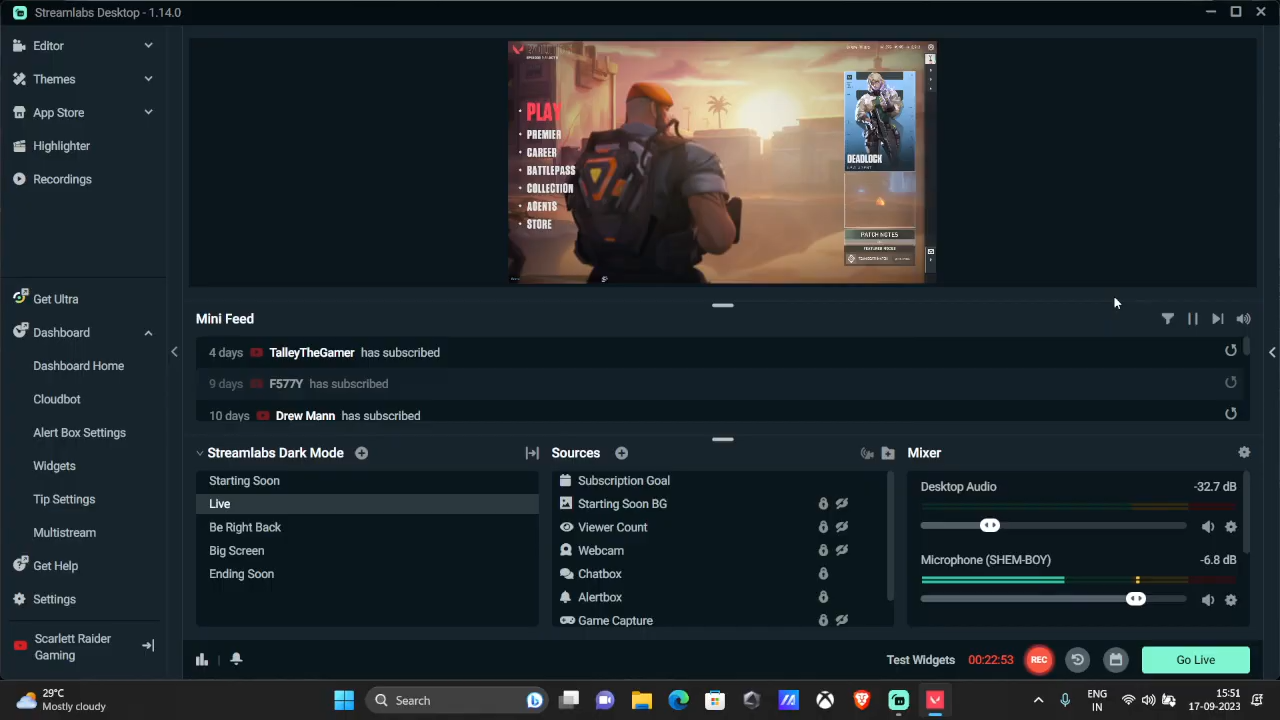 Streamlabs Desktop - 1.14.0
Editor
Themes
App Store
Highlighter
Recordings
Get Ultra
Dashboard
Dashboard Home
Cloudbot
Alert Box Settings
Widgets
Tip Settings
Multistream
Get Help
Settings
Scarlett Raider
Gaming
PLAY
PREMIER
CAREER
BATTLEPASS
COLLECTION
AGENTS
STORE
DEADLOCK
PATCH NOTES
Mini Feed
4 days TalleyTheGamer has subscribed
9 days F577Y has subscribed
10 days Drew Mann has subscribed
Streamlabs Dark Mode
Starting Soon
Live
Be Right Back
Big Screen
Ending Soon
Sources
Subscription Goal
Starting Soon BG
Viewer Count
Webcam
Chatbox
Alertbox
Game Capture
Mixer
Desktop Audio -32.7 dB
Microphone (SHEM-BOY) -6.8 dB
Test Widgets 00:22:53 REC Go Live
29°C
Mostly cloudy
Search
ENG
IN
15:51
17-09-2023